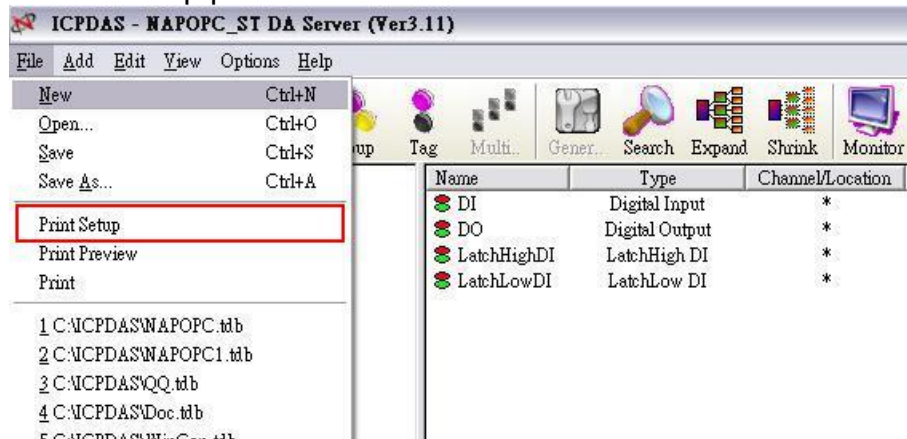 ICPDAS - NAPOPC_ST DA Server (Ver3.11)
File Add Edit View Options Help
New Ctrl+N
Open... Ctrl+O
Save Ctrl+S
Save As... Ctrl+A
Print Setup
Print Preview
Print
1 C:\ICPDAS\NAPOPC.tdb
2 C:\ICPDAS\NAPOPC1.tdb
3 C:\ICPDAS\QQ.tdb
4 C:\ICPDAS\Doc.tdb
up Tag Multi... Gener... Search Expand Shrink Monitor
Name Type Channel/Location
DI Digital Input *
DO Digital Output *
LatchHighDI LatchHigh DI *
LatchLowDI LatchLow DI *